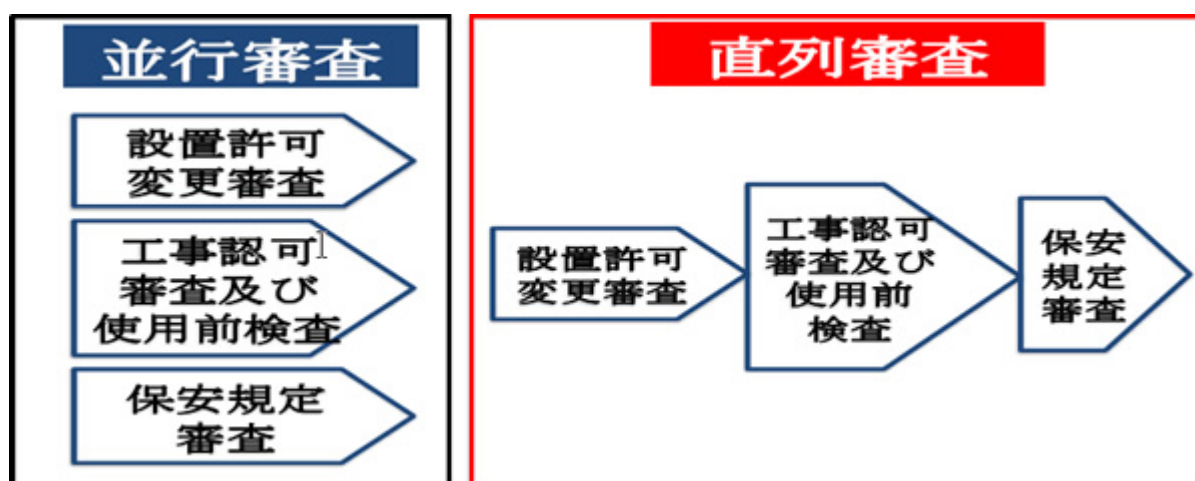 並行審査
設置許可
変更審査
工事認可
審査及び
使用前検査
保安規定
審査
直列審査
設置許可
変更審査
工事認可
審査及び
使用前
検査
保安
規定
審査